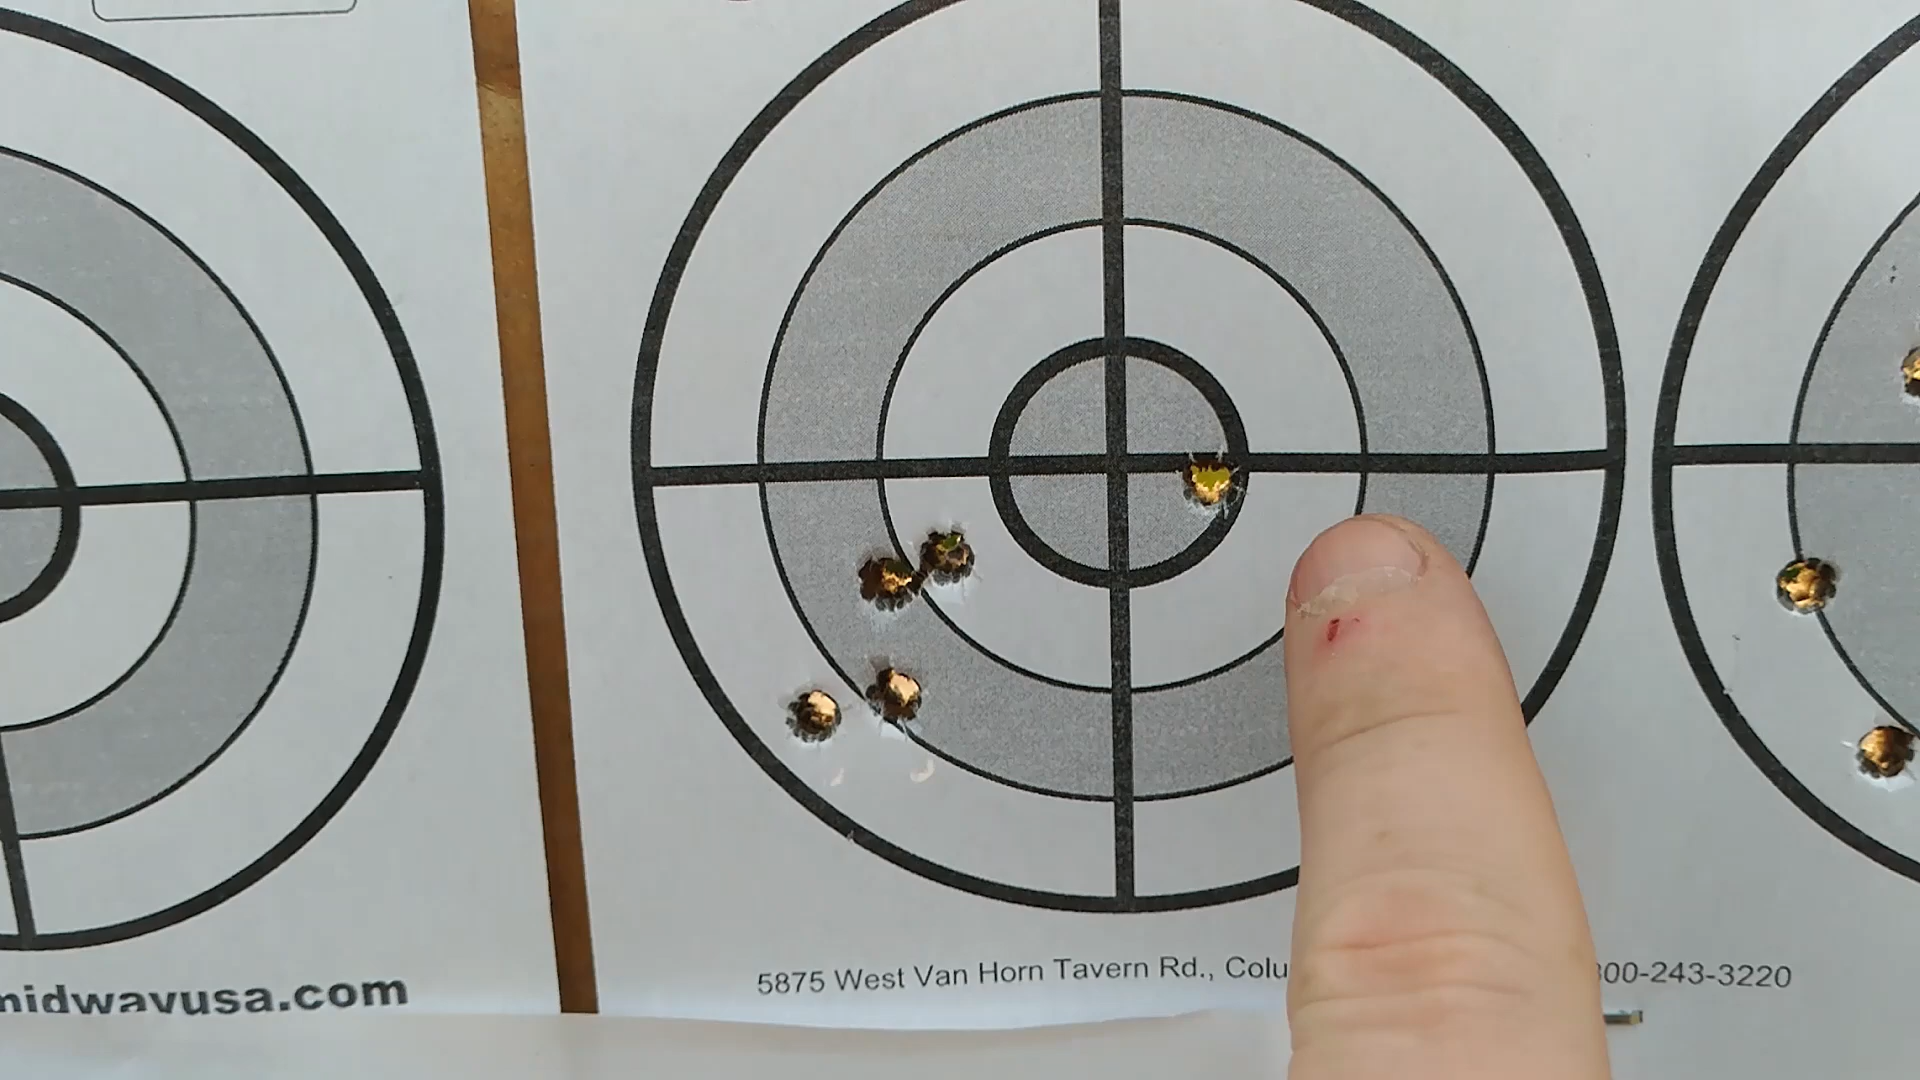 midwayusa.com
5875 West Van Horn Tavern Rd., Colu 800-243-3220